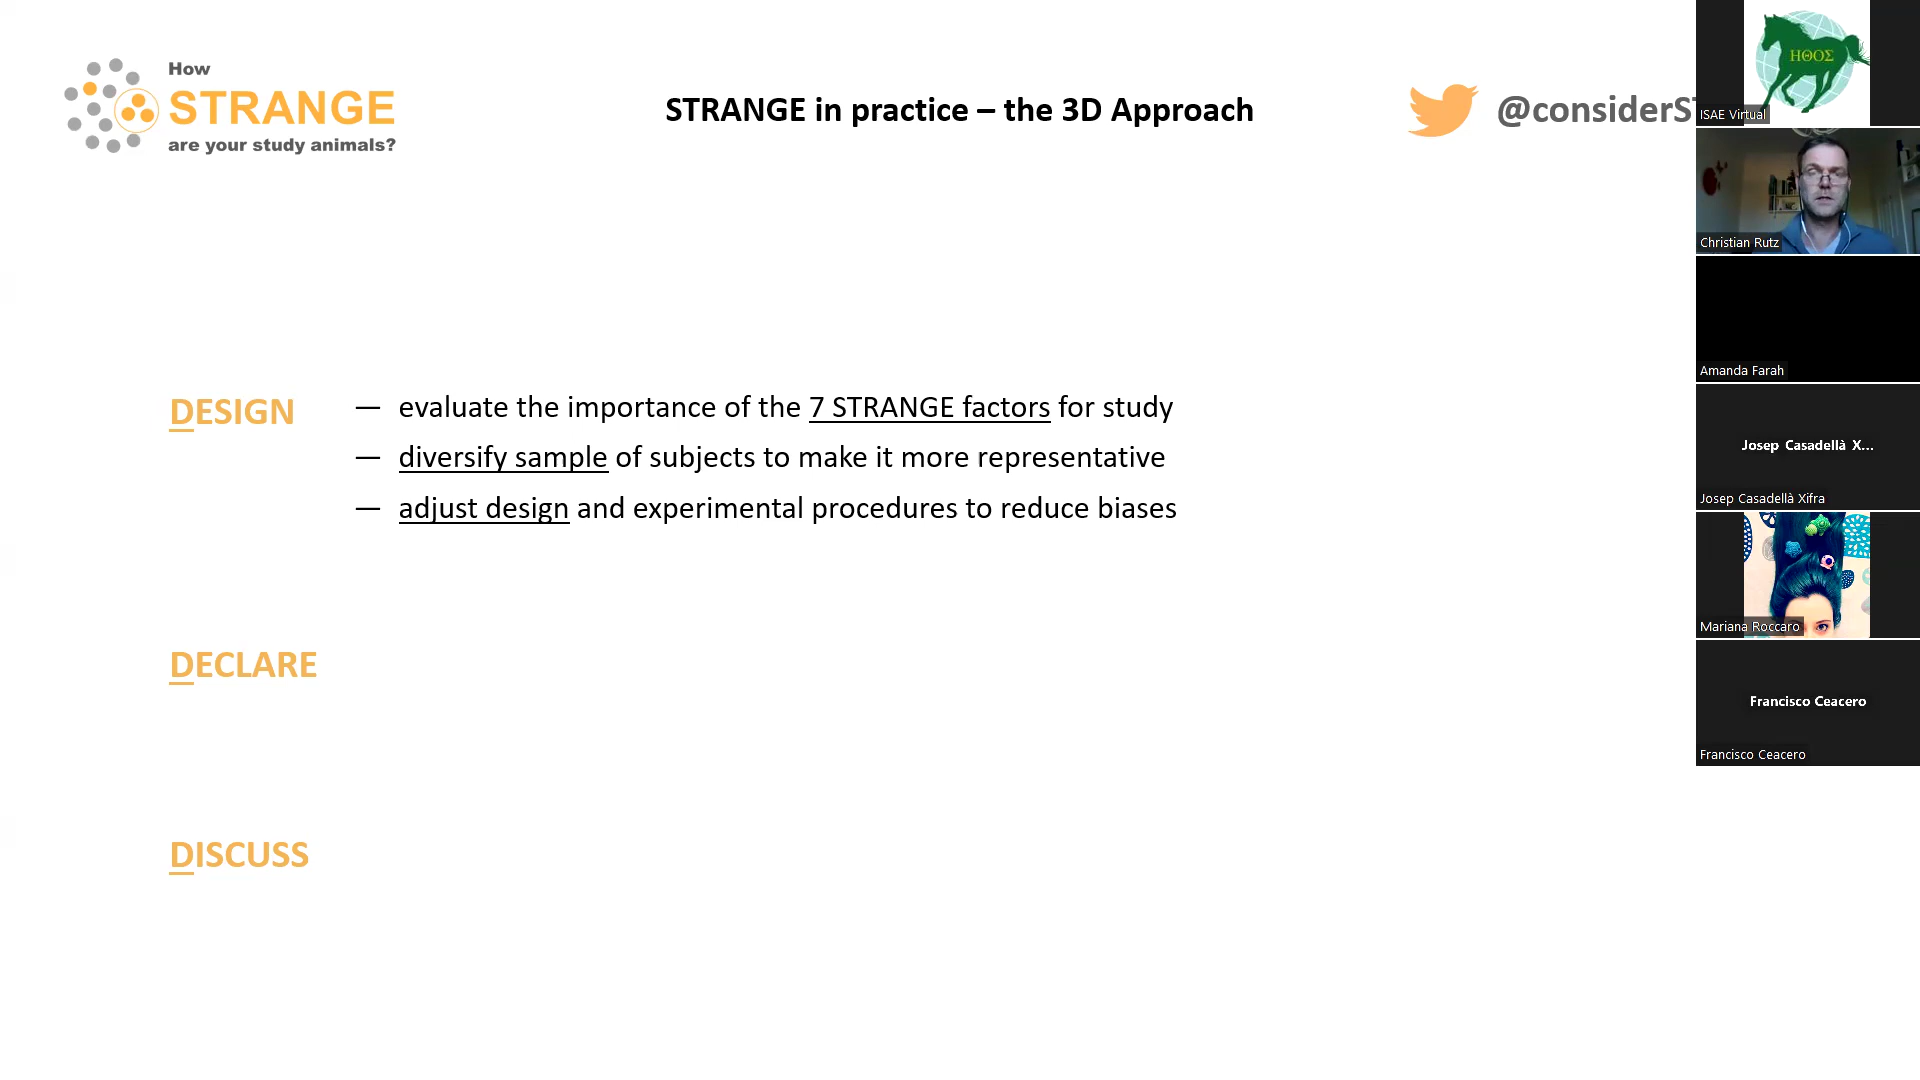 How
STRANGE
are your study animals?
STRANGE in practice – the 3D Approach
@considerS
DESIGN
— evaluate the importance of the 7 STRANGE factors for study
— diversify sample of subjects to make it more representative
— adjust design and experimental procedures to reduce biases
DECLARE
DISCUSS
ΗΘΟΣ
ISAE Virtual
Christian Rutz
Amanda Farah
Josep Casadellà X...
Josep Casadellà Xifra
Mariana Roccaro
Francisco Ceacero
Francisco Ceacero